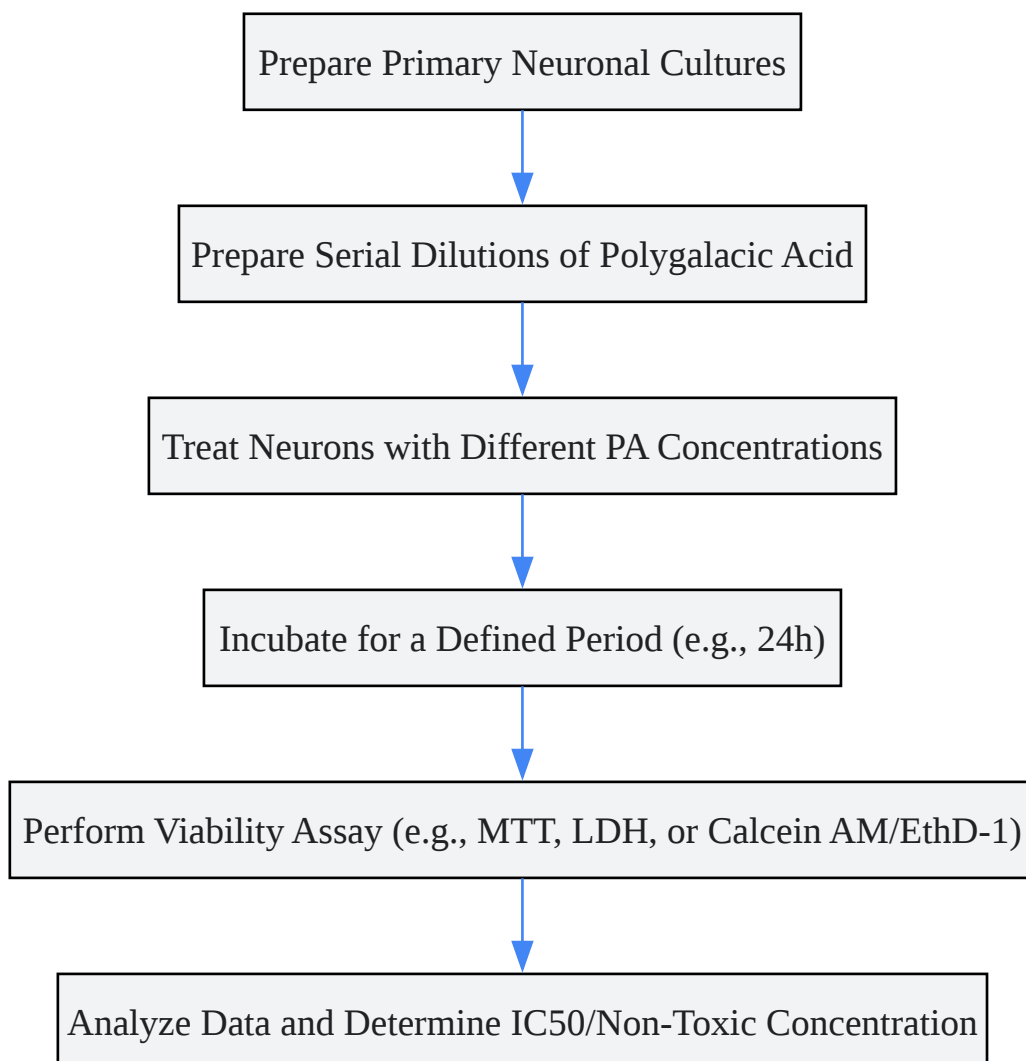 Prepare Primary Neuronal Cultures
Prepare Serial Dilutions of Polygalacic Acid
Treat Neurons with Different PA Concentrations
Incubate for a Defined Period (e.g., 24h)
Perform Viability Assay (e.g., MTT, LDH, or Calcein AM/EthD-1)
Analyze Data and Determine IC50/Non-Toxic Concentration